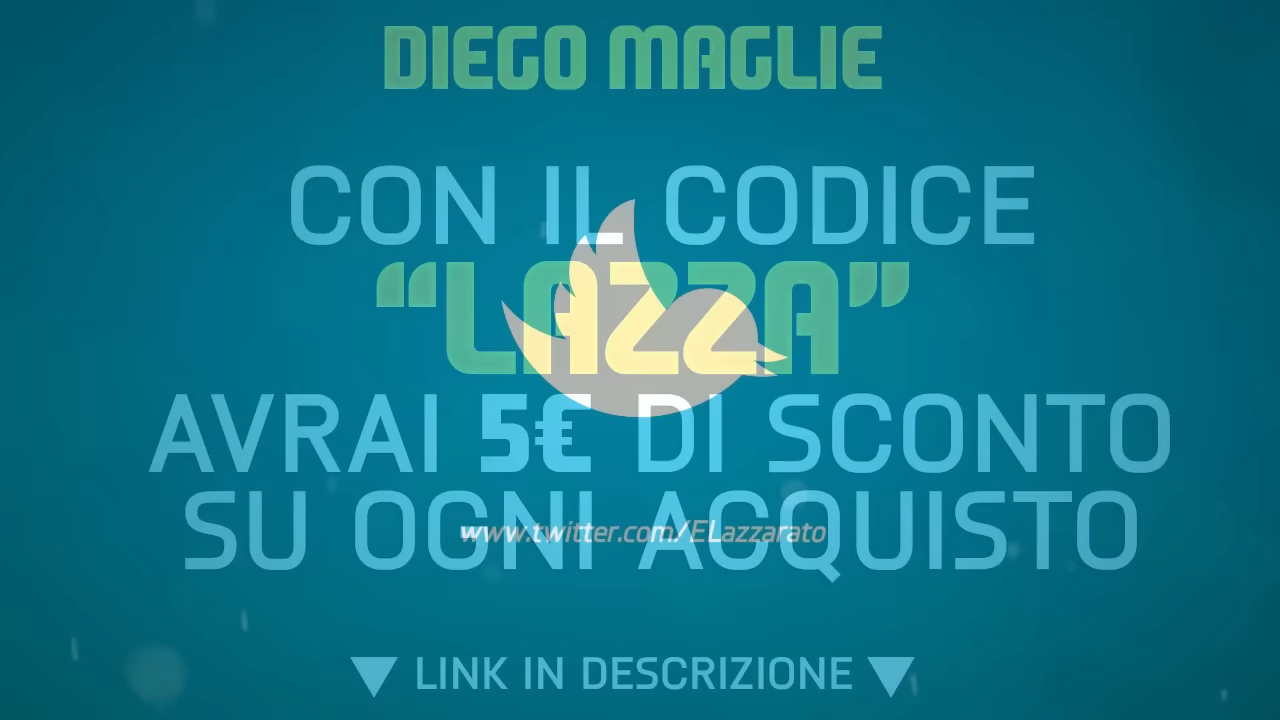 DIEGO MAGLIE
CON IL CODICE
“LAZZA”
AVRAI 5€ DI SCONTO
SU OGNI ACQUISTO
www.twitter.com/ELazzarato
LINK IN DESCRIZIONE